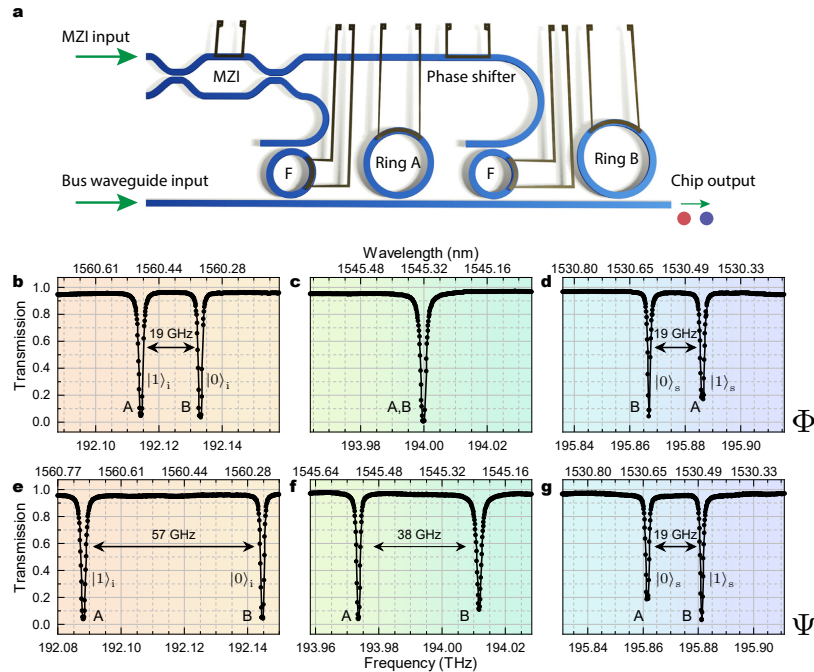 a
MZI input
MZI
Phase shifter
F
Ring A
F
Ring B
Bus waveguide input
Chip output
Wavelength (nm)
1560.61 1560.44 1560.28
1545.48 1545.32 1545.16
1530.80 1530.65 1530.49 1530.33
b
Transmission
1.0
0.8
0.6
0.4
0.2
0.0
19 GHz
|1⟩i
|0⟩i
A
B
192.10 192.12 192.14
c
A,B
193.98 194.00 194.02
d
19 GHz
|0⟩s
|1⟩s
B
A
195.84 195.86 195.88 195.90
Φ
1560.77 1560.61 1560.44 1560.28
1545.64 1545.48 1545.32 1545.16
1530.80 1530.65 1530.49 1530.33
e
Transmission
1.0
0.8
0.6
0.4
0.2
0.0
57 GHz
|1⟩i
|0⟩i
A
B
192.08 192.10 192.12 192.14
f
38 GHz
A
B
193.96 193.98 194.00 194.02
g
19 GHz
|0⟩s
|1⟩s
A
B
195.84 195.86 195.88 195.90
Ψ
Frequency (THz)